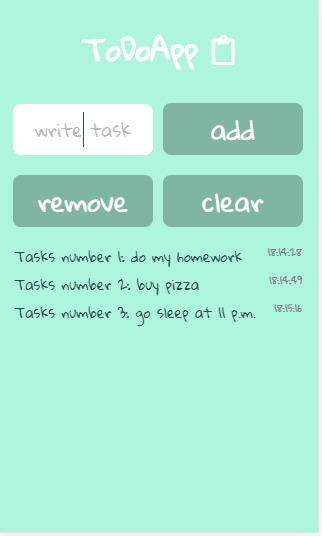 ToDoApp
write task
add
remove
clear
Tasks number 1: do my homework 18:14:28
Tasks number 2: buy pizza 18:14:49
Tasks number 3: go sleep at 11 p.m. 18:15:16